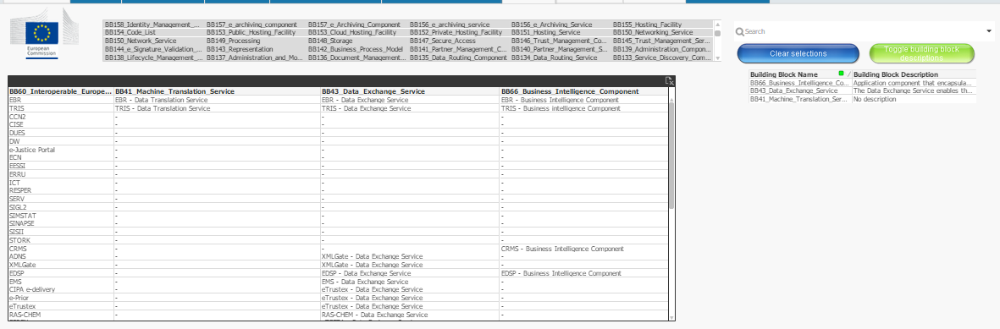 BB158_Identity_Management_... BB157_e_archiving_component BB157_e_Archiving_Component BB156_e_archiving_service BB156_e_Archiving_Service BB155_Hosting_Facility
BB154_Code_List BB153_Public_Hosting_Facility BB153_Cloud_Hosting_Facility BB152_Private_Hosting_Facility BB151_Hosting_Service BB150_Networking_Service
BB150_Network_Service BB149_Processing BB148_Storage BB147_Secure_Access BB146_Trust_Management_Co... BB145_Trust_Management_Ser...
BB144_e_Signature_Validation_... BB143_Representation BB142_Business_Process_Model BB141_Partner_Management_C... BB140_Partner_Management_S... BB139_Administration_Compon...
BB138_Lifecycle_Management_... BB137_Administration_and_Mo... BB136_Document_Management... BB135_Data_Routing_Component BB134_Data_Routing_Service BB133_Service_Discovery_Com...
European
Commission
Search
Clear selections
Toggle building block
descriptions
Building Block Name / Building Block Description
BB66_Business_Intelligence_Co... Application component that encapsula...
BB43_Data_Exchange_Service The Data Exchange Service enables th...
BB41_Machine_Translation_Ser... No description
BB60_Interoperable_Europe... BB41_Machine_Translation_Service BB43_Data_Exchange_Service BB66_Business_Intelligence_Component
EBR EBR - Data Translation Service EBR - Data Exchange Service EBR - Business Intelligence Component
TRIS TRIS - Data Translation Service TRIS - Data Exchange Service TRIS - Business intelligence Component
CCN2 - - -
CISE - - -
DUES - - -
DW - - -
e-Justice Portal - - -
ECN - - -
EESSI - - -
ERRU - - -
ICT - - -
RESPER - - -
SERV - - -
SIGL2 - - -
SIMSTAT - - -
SINAPSE - - -
SISII - - -
STORK - - -
CRMS - - CRMS - Business Intelligence Component
ADNS - XMLGate - Data Exchange Service -
XMLGate - XMLGate - Data Exchange Service -
EDSP - EDSP - Data Exchange Service EDSP - Business Intelligence Component
EMS - EMS - Data Exchange Service -
CIPA e-delivery - eTrustex - Data Exchange Service -
e-Prior - eTrustex - Data Exchange Service -
eTrustex - eTrustex - Data Exchange Service -
RAS-CHEM - RAS-CHEM - Data Exchange Service -